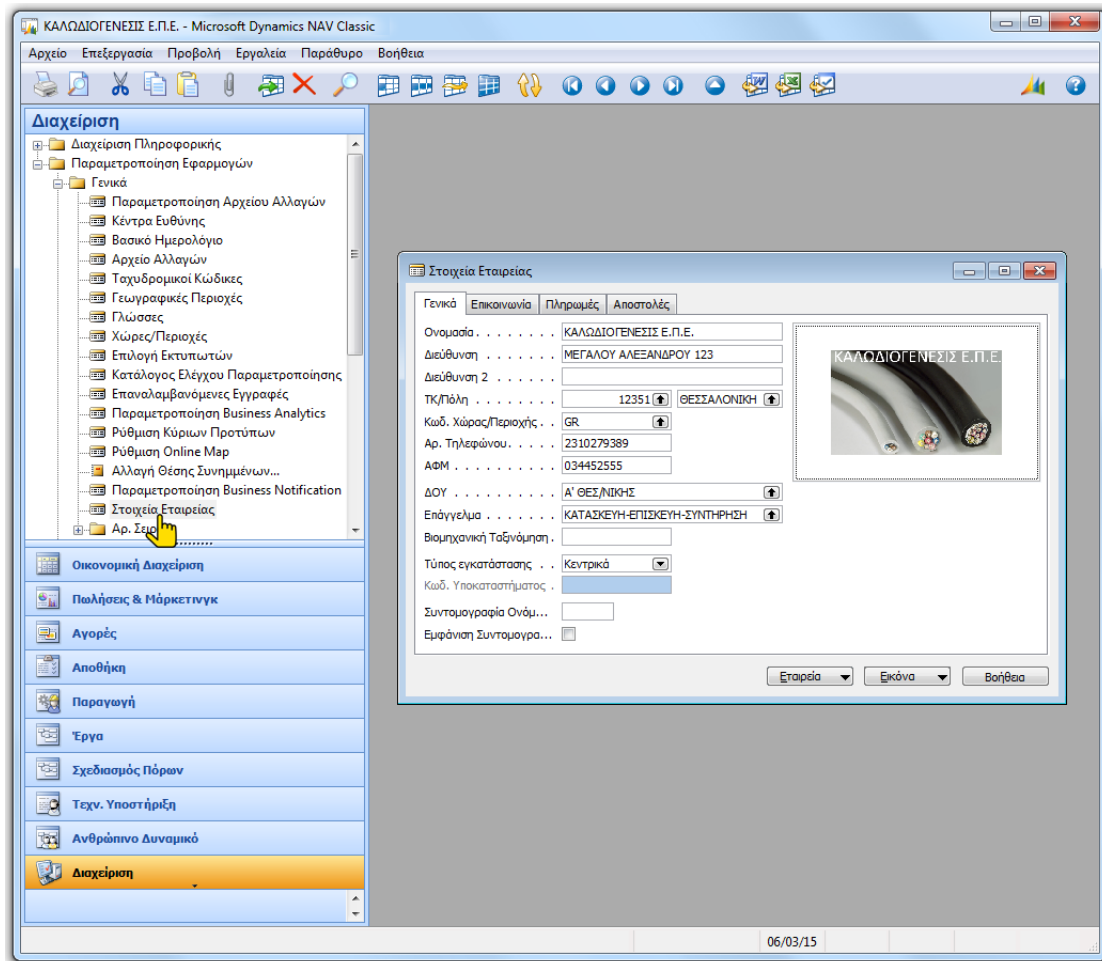 ΚΑΛΩΔΙΟΓΕΝΕΣΙΣ Ε.Π.Ε. - Microsoft Dynamics NAV Classic
Αρχείο Επεξεργασία Προβολή Εργαλεία Παράθυρο Βοήθεια
Διαχείριση
Διαχείριση Πληροφορικής
Παραμετροποίηση Εφαρμογών
Γενικά
Παραμετροποίηση Αρχείου Αλλαγών
Κέντρα Ευθύνης
Βασικό Ημερολόγιο
Αρχείο Αλλαγών
Ταχυδρομικοί Κώδικες
Γεωγραφικές Περιοχές
Γλώσσες
Χώρες/Περιοχές
Επιλογή Εκτυπωτών
Κατάλογος Ελέγχου Παραμετροποίησης
Επαναλαμβανόμενες Εγγραφές
Παραμετροποίηση Business Analytics
Ρύθμιση Κύριων Προτύπων
Ρύθμιση Online Map
Αλλαγή Θέσης Συνημμένων...
Παραμετροποίηση Business Notification
Στοιχεία Εταιρείας
Αρ.
Οικονομική Διαχείριση
Πωλήσεις & Μάρκετινγκ
Αγορές
Αποθήκη
Παραγωγή
Έργα
Σχεδιασμός Πόρων
Τεχν. Υποστήριξη
Ανθρώπινο Δυναμικό
Διαχείριση
Στοιχεία Εταιρείας
Γενικά Επικοινωνία Πληρωμές Αποστολές
Ονομασία. . . . . . . . ΚΑΛΩΔΙΟΓΕΝΕΣΙΣ Ε.Π.Ε.
Διεύθυνση . . . . . . . ΜΕΓΑΛΟΥ ΑΛΕΞΑΝΔΡΟΥ 123
Διεύθυνση 2 . . . . . .
ΤΚ/Πόλη . . . . . . . . 12351 ΘΕΣΣΑΛΟΝΙΚΗ
Κωδ. Χώρας/Περιοχής . . GR
Αρ. Τηλεφώνου. . . . . 2310279389
ΑΦΜ . . . . . . . . . . 034452555
ΔΟΥ . . . . . . . . . . Α' ΘΕΣ/ΝΙΚΗΣ
Επάγγελμα . . . . . . . ΚΑΤΑΣΚΕΥΗ-ΕΠΙΣΚΕΥΗ-ΣΥΝΤΗΡΗΣΗ
Βιομηχανική Ταξινόμηση .
Τύπος εγκατάστασης . . Κεντρικά
Κωδ. Υποκαταστήματος .
Συντομογραφία Ονόμ...
Εμφάνιση Συντομογρα...
ΚΑΛΩΔΙΟΓΕΝΕΣΙΣ Ε.Π.Ε.
Εταιρεία Εικόνα Βοήθεια
06/03/15